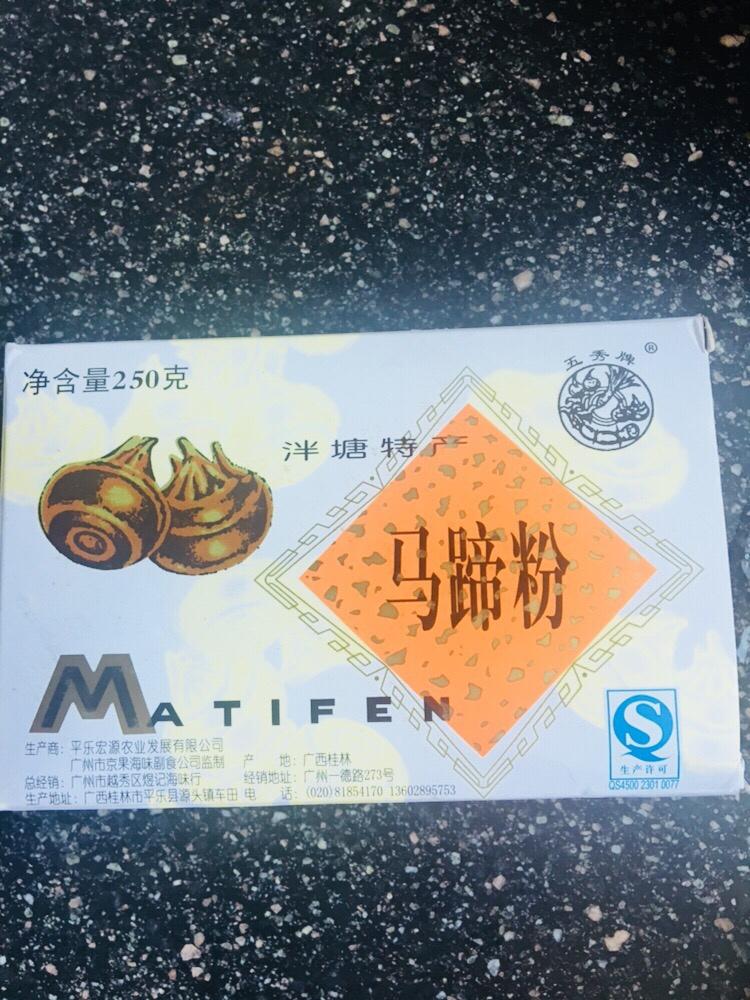 净含量250克
五秀牌®
泮塘特产
马蹄粉
MATIFEN
生产商：平乐宏源农业发展有限公司
广州市京果海味副食公司监制 产 地：广西桂林
总经销：广州市越秀区煜记海味行 经销地址：广州一德路273号
生产地址：广西桂林市平乐县源头镇车田 电 话：(020)81854170 13602895753
S
生产许可
QS4500 2301 0077